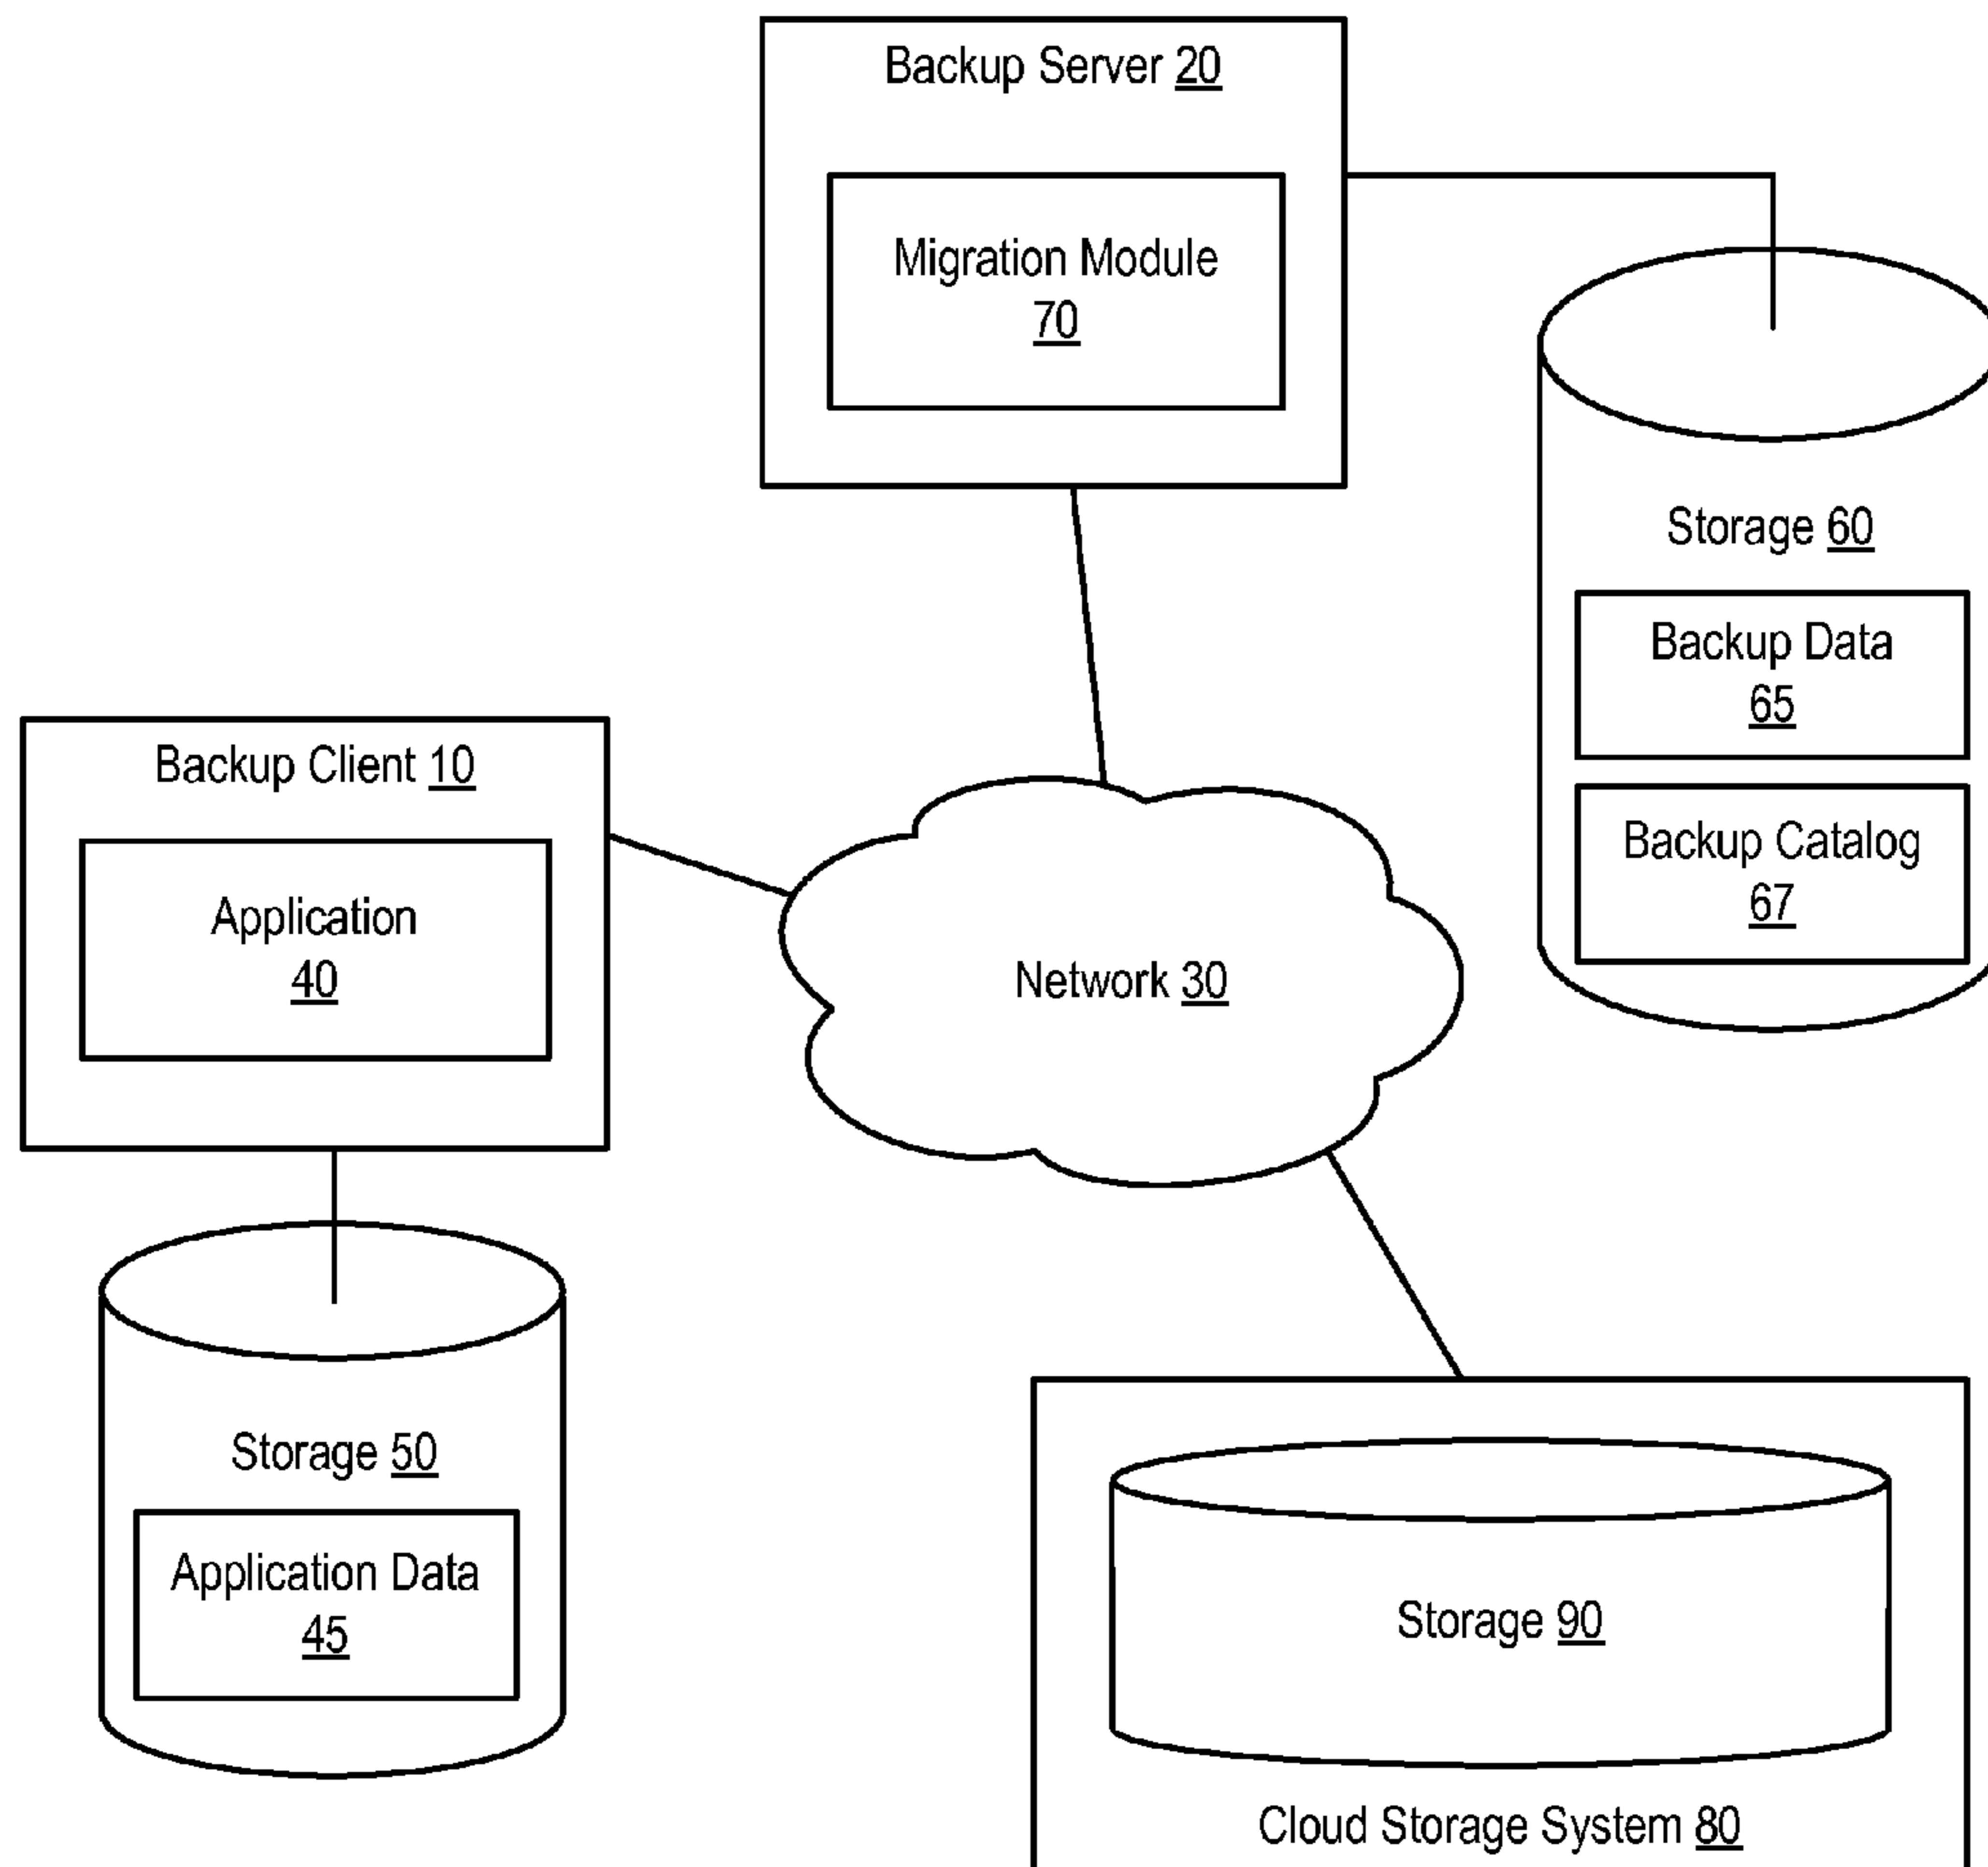 Backup Server 20
Migration Module
70
Storage 60
Backup Data
65
Backup Catalog
67
Backup Client 10
Application
40
Network 30
Storage 50
Application Data
45
Storage 90
Cloud Storage System 80